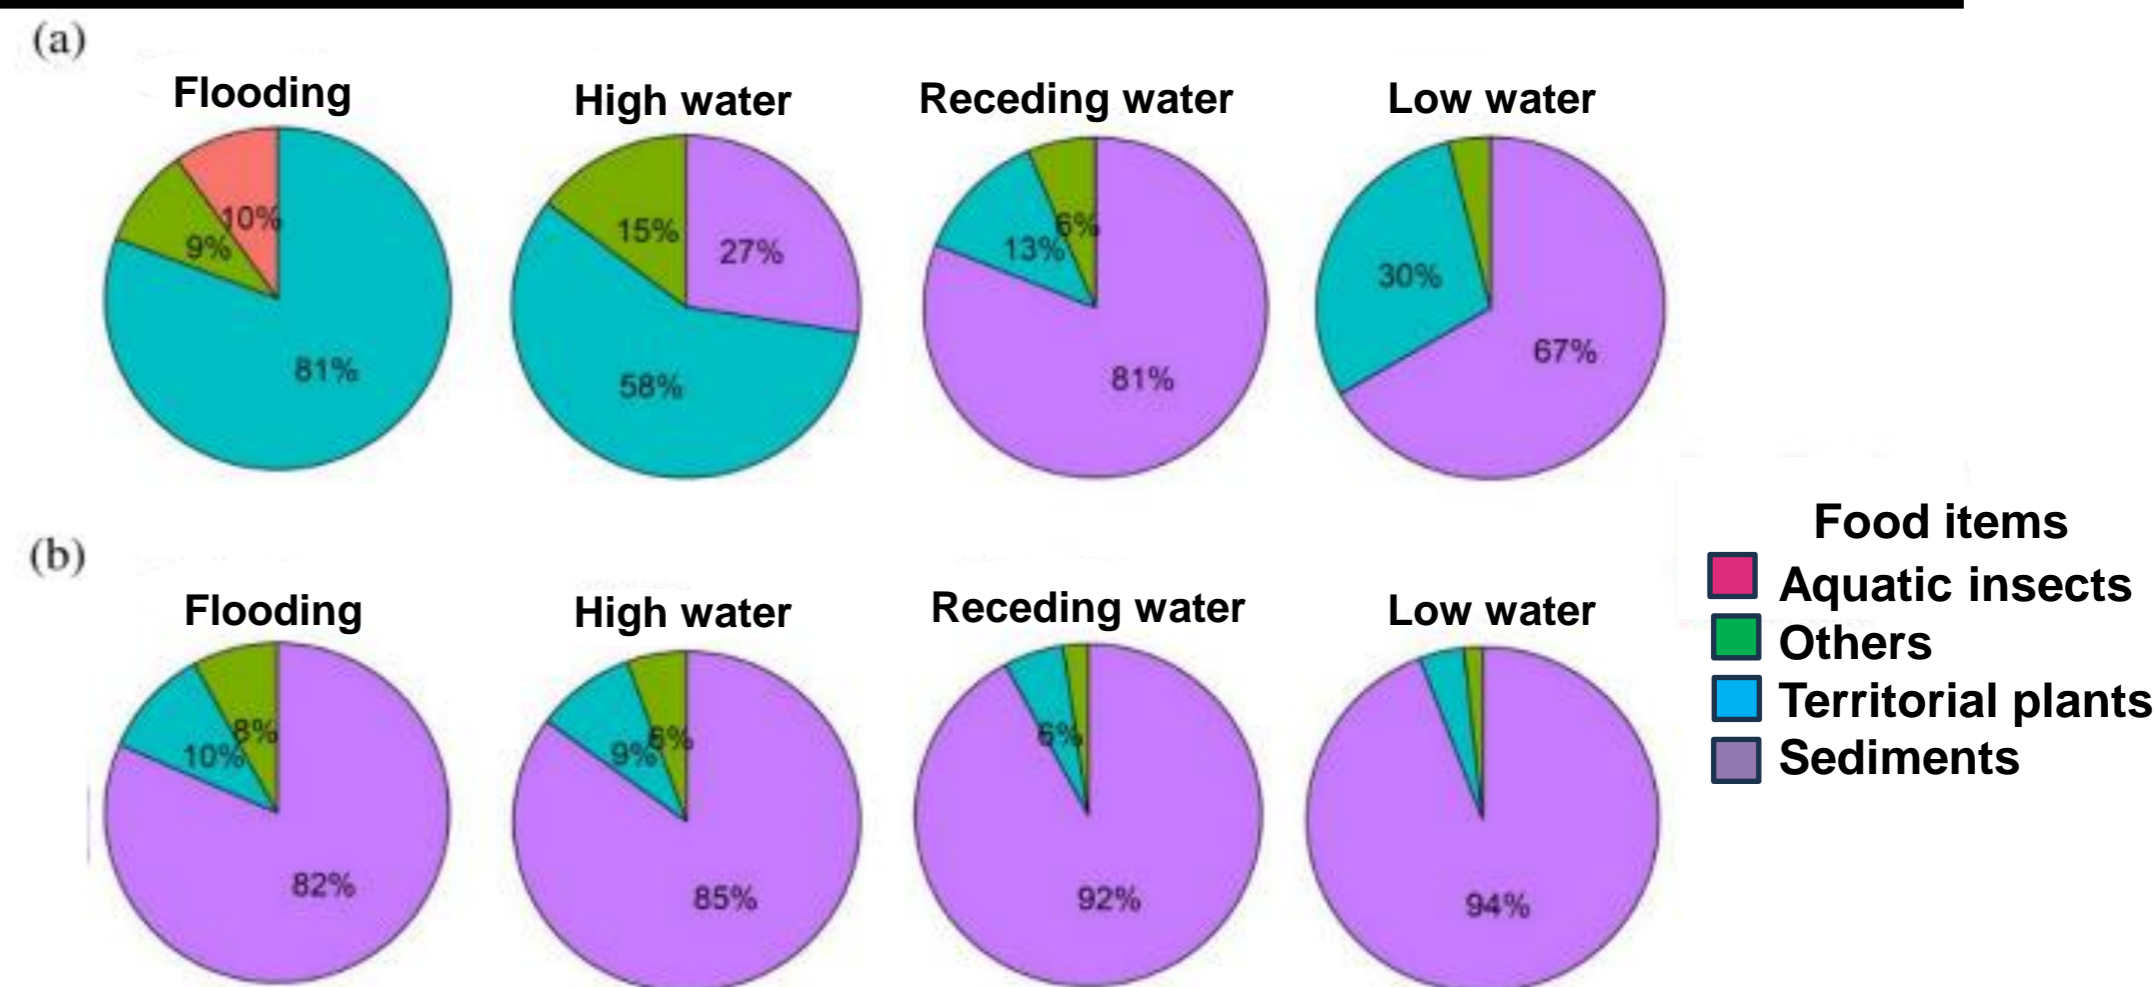 (a)
Flooding
High water
Receding water
Low water
10%
9%
81%
15%
27%
58%
6%
13%
81%
30%
67%
(b)
Flooding
High water
Receding water
Low water
8%
10%
82%
6%
9%
85%
6%
92%
94%
Food items
Aquatic insects
Others
Territorial plants
Sediments